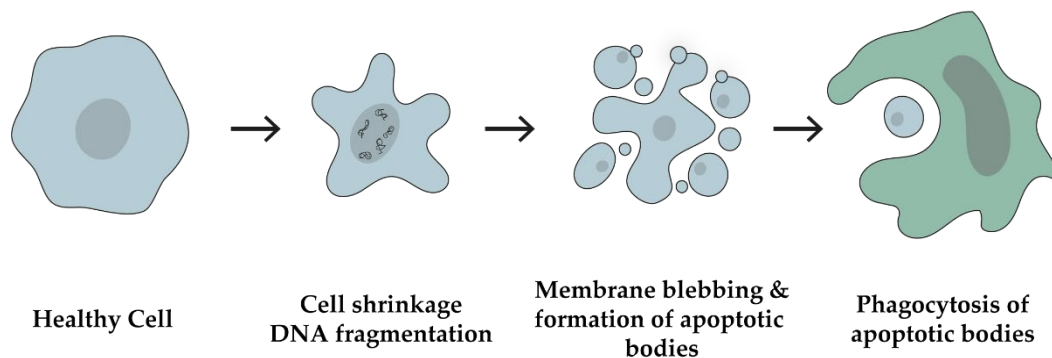 Healthy Cell
Cell shrinkage
DNA fragmentation
Membrane blebbing &
formation of apoptotic
bodies
Phagocytosis of
apoptotic bodies